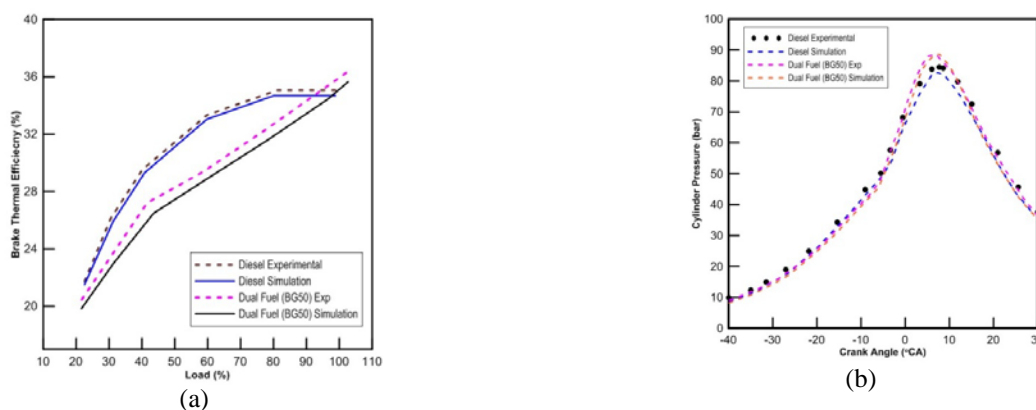 40
36
32
28
24
20
Brake Thermal Efficiecny (%)
Diesel Experimental
Diesel Simulation
Dual Fuel (BG50) Exp
Dual Fuel (BG50) Simulation
10 20 30 40 50 60 70 80 90 100 110
Load (%)
(a)
100
90
80
70
60
50
40
30
20
10
0
Cylinder Pressure (bar)
Diesel Experimental
Diesel Simulation
Dual Fuel (BG50) Exp
Dual Fuel (BG50) Simulation
-40 -30 -20 -10 0 10 20 30
Crank Angle (°CA)
(b)